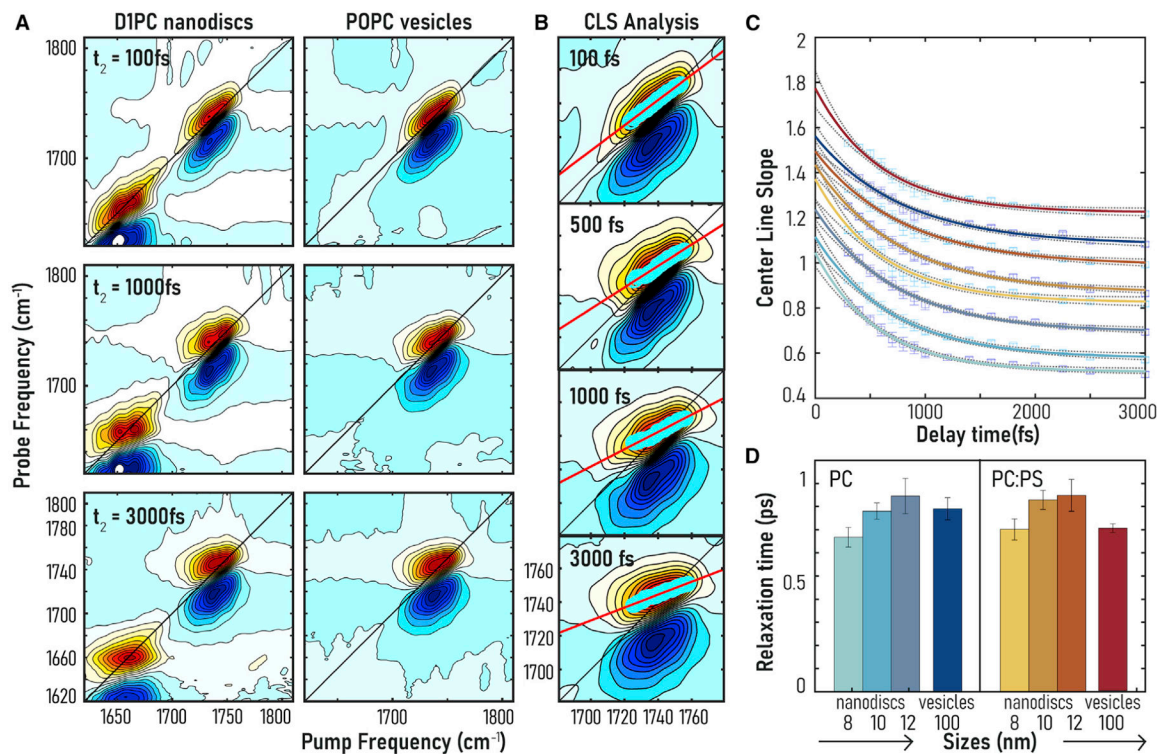 A D1PC nanodiscs POPC vesicles
t₂ = 100fs
1800
1700
t₂ = 1000fs
1800
1700
t₂ = 3000fs
1800
1780
1740
1700
1660
1620
1650 1700 1800 1700 1800
Probe Frequency (cm⁻¹)
Pump Frequency (cm⁻¹)
B CLS Analysis
100 fs
500 fs
1000 fs
3000 fs
1760
1740
1720
1700
1700 1720 1740 1760
C
2
1.8
1.6
1.4
1.2
1
0.8
0.6
0.4
0 500 1000 1500 2000 2500 3000
Center Line Slope
Delay time(fs)
D
PC PC:PS
1
0.5
0
Relaxation time (ps)
nanodiscs vesicles nanodiscs vesicles
8 10 12 100 8 10 12 100
Sizes (nm)